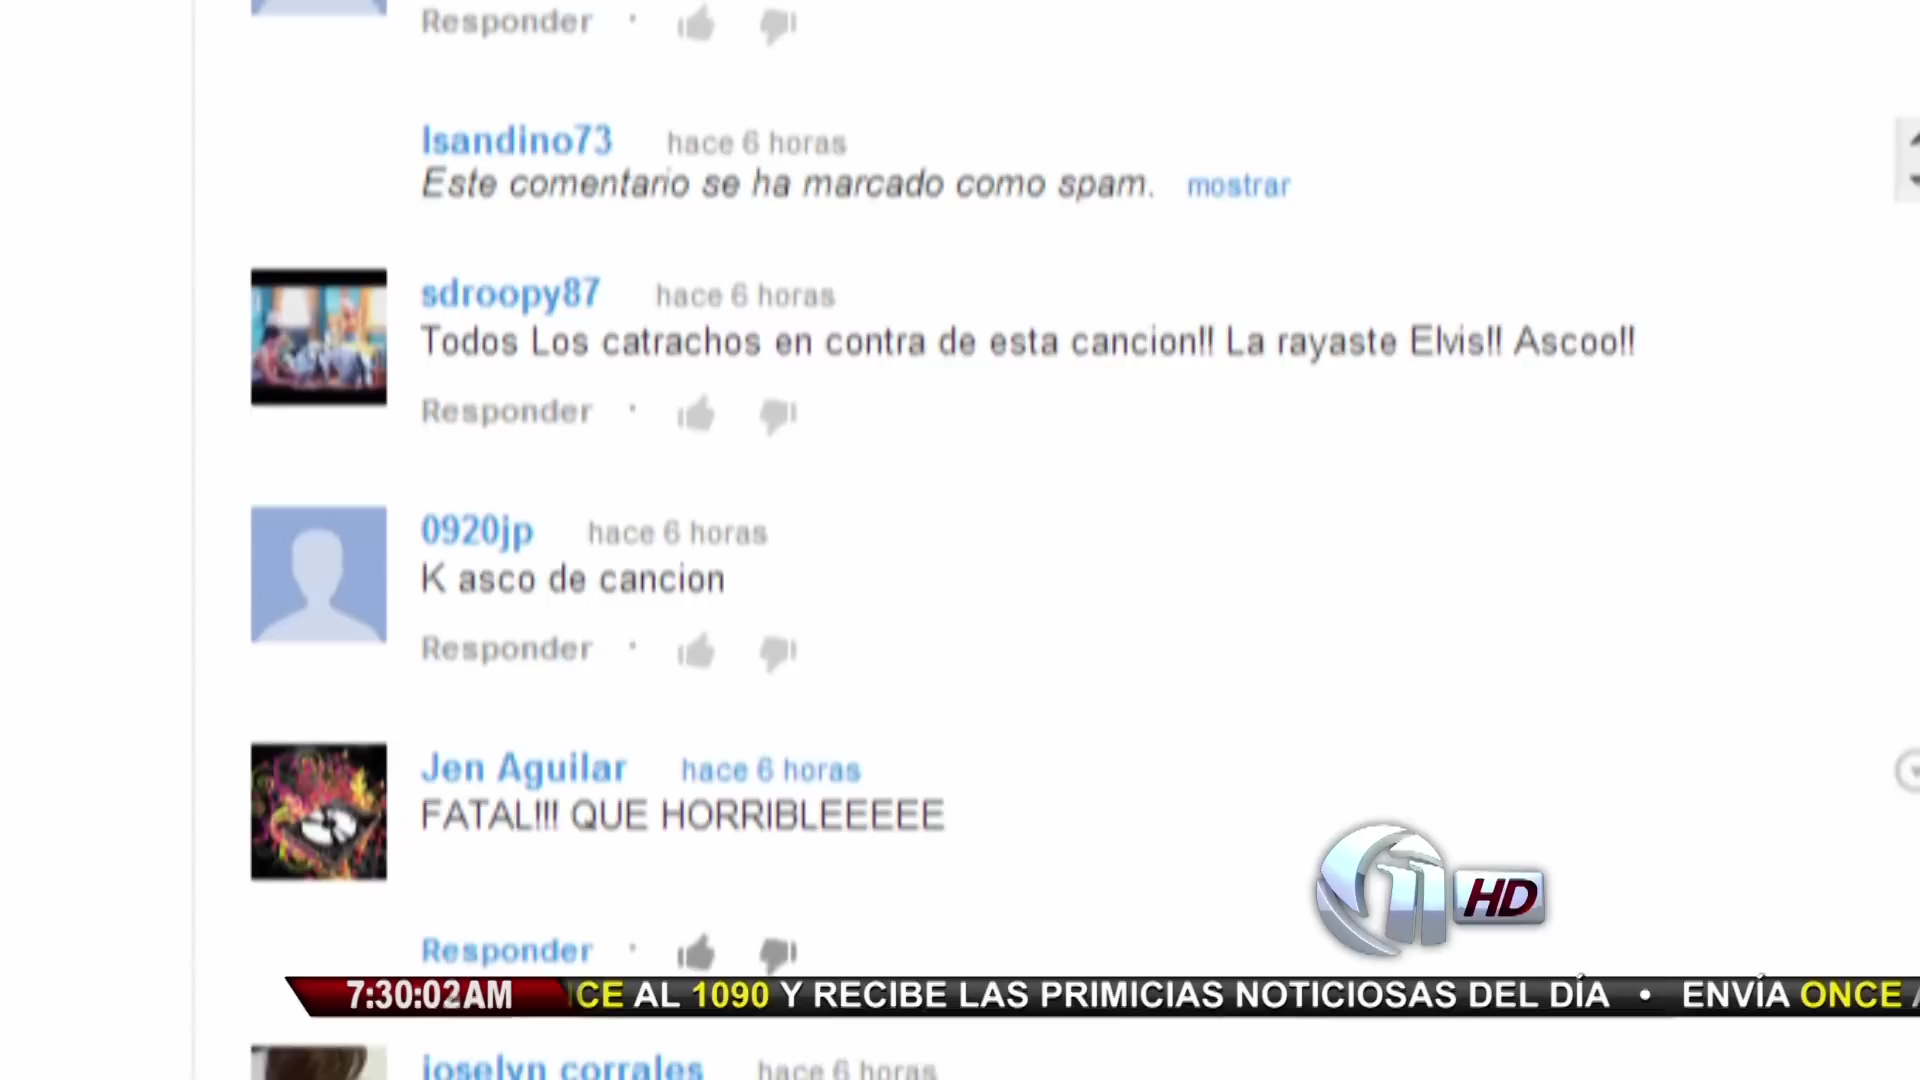 Responder ·
lsandino73 hace 6 horas
Este comentario se ha marcado como spam. mostrar
sdroopy87 hace 6 horas
Todos Los catrachos en contra de esta cancion!! La rayaste Elvis!! Ascoo!!
Responder ·
0920jp hace 6 horas
K asco de cancion
Responder ·
Jen Aguilar hace 6 horas
FATAL!!! QUE HORRIBLEEEEE
11 HD
Responder ·
7:30:02AM CE AL 1090 Y RECIBE LAS PRIMICIAS NOTICIOSAS DEL DÍA • ENVÍA ONCE
joselyn corrales hace 6 horas